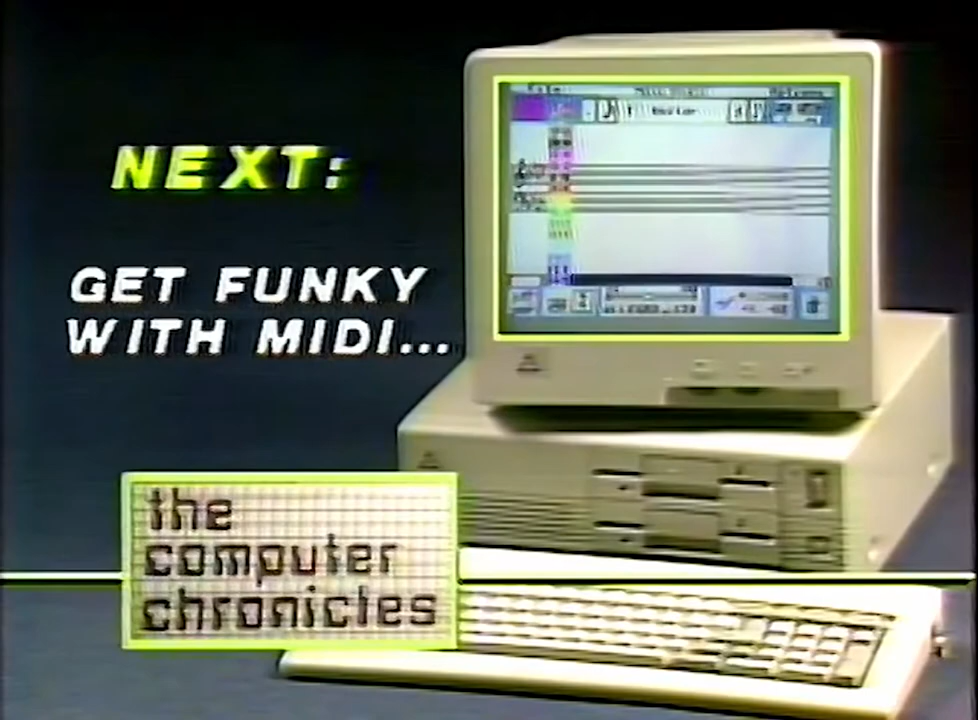 NEXT:
GET FUNKY
WITH MIDI...
the
computer
chronicles